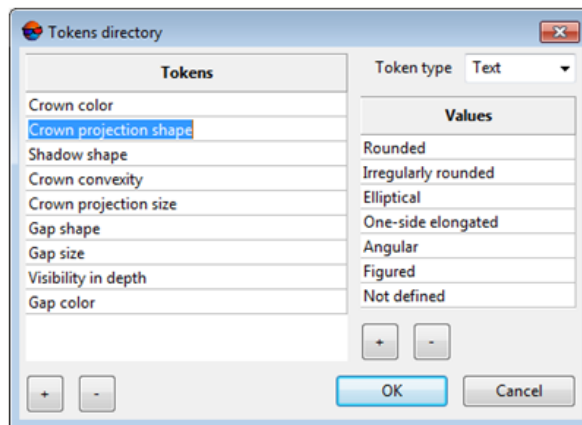 Tokens directory
Tokens
Crown color
Crown projection shape
Shadow shape
Crown convexity
Crown projection size
Gap shape
Gap size
Visibility in depth
Gap color
+ -
Token type Text
Values
Rounded
Irregularly rounded
Elliptical
One-side elongated
Angular
Figured
Not defined
+ -
OK Cancel